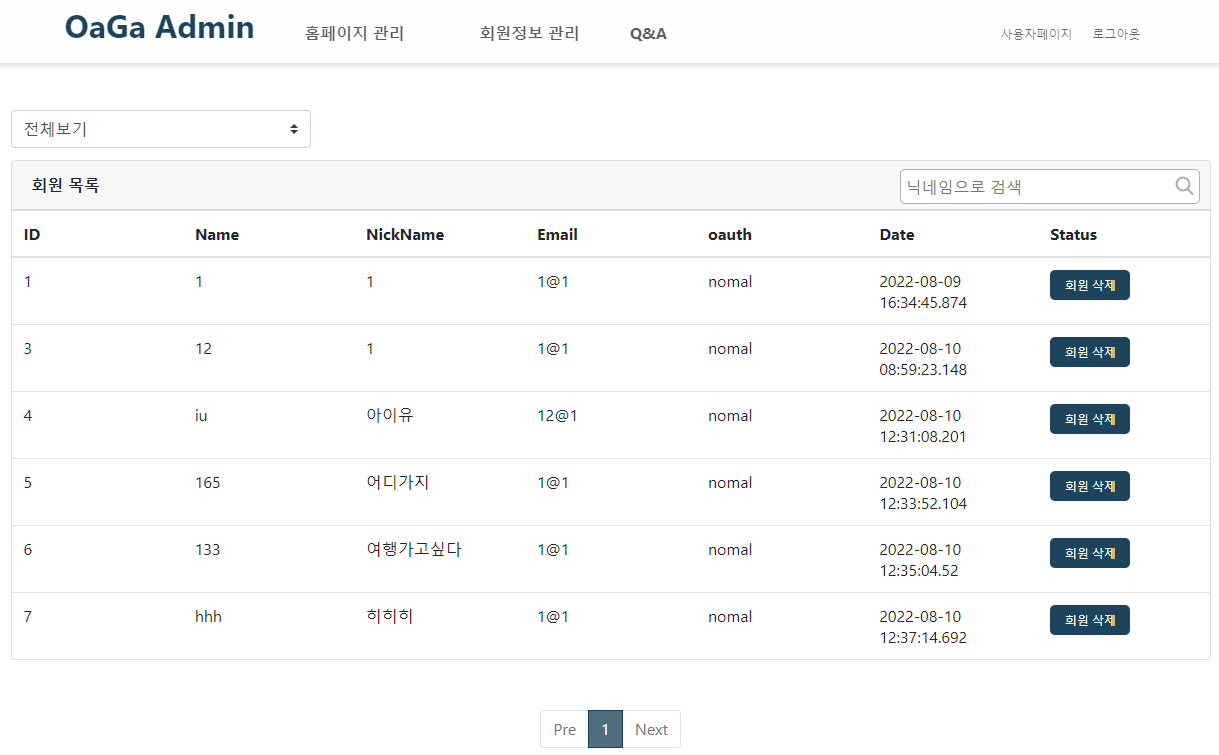 OaGa Admin 홈페이지 관리 회원정보 관리 Q&A 사용자페이지 로그아웃
전체보기
회원 목록 닉네임으로 검색
ID Name NickName Email oauth Date Status
1 1 1 1@1 nomal 2022-08-09 회원 삭제
16:34:45.874
3 12 1 1@1 nomal 2022-08-10 회원 삭제
08:59:23.148
4 iu 아이유 12@1 nomal 2022-08-10 회원 삭제
12:31:08.201
5 165 어디가지 1@1 nomal 2022-08-10 회원 삭제
12:33:52.104
6 133 여행가고싶다 1@1 nomal 2022-08-10 회원 삭제
12:35:04.52
7 hhh 히히히 1@1 nomal 2022-08-10 회원 삭제
12:37:14.692
Pre 1 Next